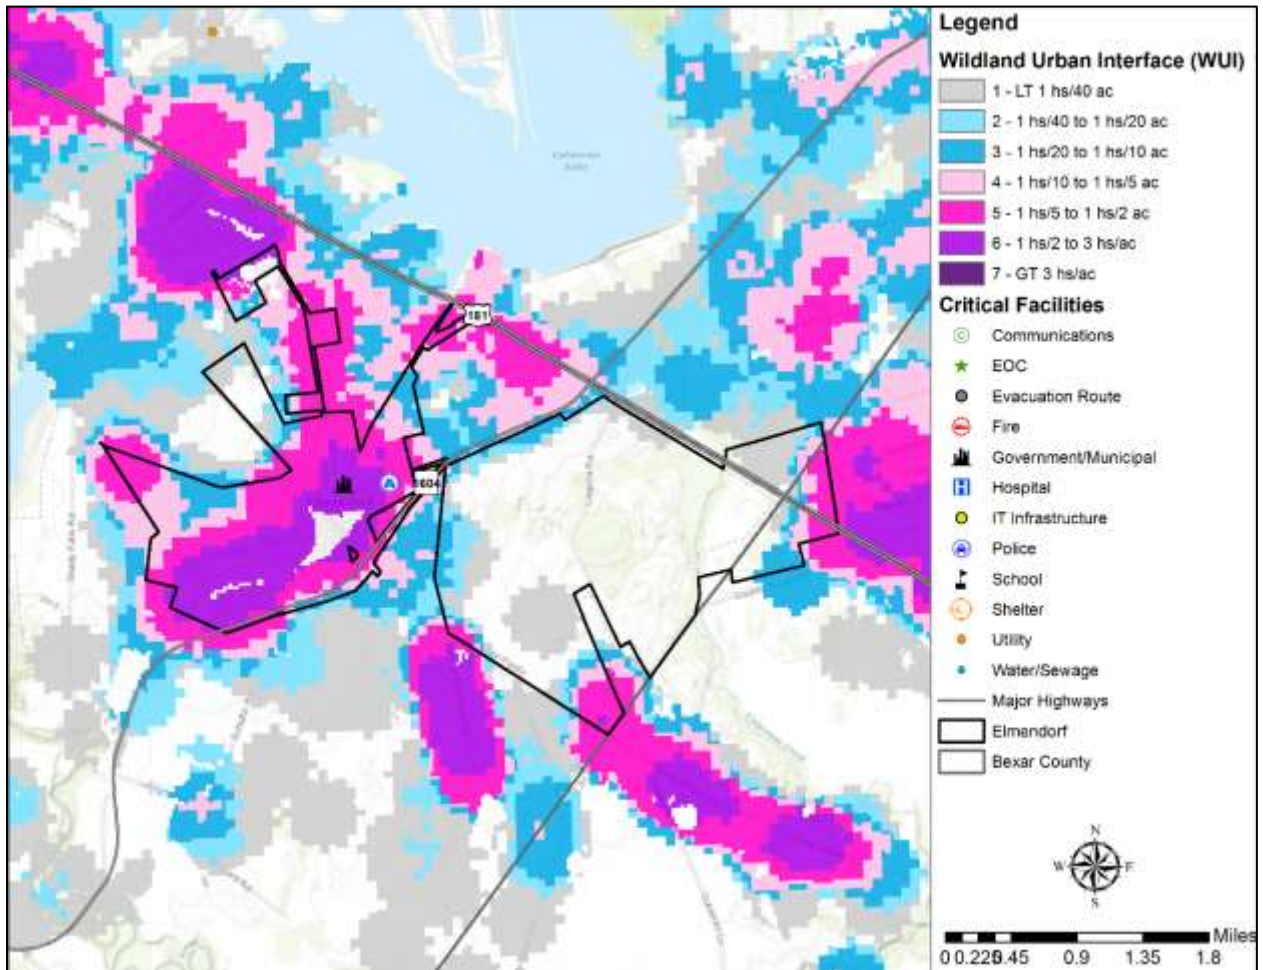 Legend
Wildland Urban Interface (WUI)
1 - LT 1 hs/40 ac
2 - 1 hs/40 to 1 hs/20 ac
3 - 1 hs/20 to 1 hs/10 ac
4 - 1 hs/10 to 1 hs/5 ac
5 - 1 hs/5 to 1 hs/2 ac
6 - 1 hs/2 to 3 hs/ac
7 - GT 3 hs/ac
Critical Facilities
Communications
EOC
Evacuation Route
Fire
Government/Municipal
Hospital
IT Infrastructure
Police
School
Shelter
Utility
Water/Sewage
Major Highways
Elmendorf
Bexar County
N
W E
S
Miles
0 0.225 0.45 0.9 1.35 1.8
181
1604